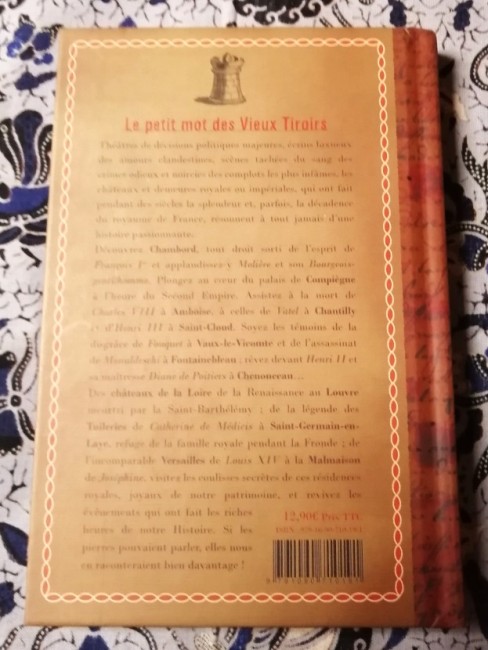 Le petit mot des Vieux Tiroirs
Théâtres de décisions politiques majeures, écrins luxueux
des amours clandestines, scènes tachées du sang des
crimes odieux et noircies des complots les plus infâmes, les
châteaux et demeures royales ou impériales, qui ont fait
pendant des siècles la splendeur et, parfois, la décadence
du royaume de France, résument à tout jamais d'une
histoire passionnante.
Découvrez Chambord, tout droit sorti de l'esprit de
François Ier et applaudissez-y Molière et son Bourgeois
gentilhomme. Plongez au cœur du palais de Compiègne
à l'heure du Second Empire. Assistez à la mort de
Charles VIII à Amboise, à celles de Vatel à Chantilly
et d'Henri III à Saint-Cloud. Soyez les témoins de la
disgrâce de Fouquet à Vaux-le-Vicomte et de l'assassinat
de Monaldeschi à Fontainebleau ; rêvez devant Henri II et
sa maîtresse Diane de Poitiers à Chenonceau…
Des châteaux de la Loire de la Renaissance au Louvre
meurtri par la Saint-Barthélémy ; de la légende des
Tuileries de Catherine de Médicis à Saint-Germain-en-
Laye, refuge de la famille royale pendant la Fronde ; de
l'incomparable Versailles de Louis XIV à la Malmaison
de Joséphine, visitez les coulisses secrètes de ces résidences
royales, joyaux de notre patrimoine, et revivez les
événements qui ont fait les riches
heures de notre Histoire. Si les
pierres pouvaient parler, elles nous
en raconteraient bien davantage !
12,90€ Prix TTC